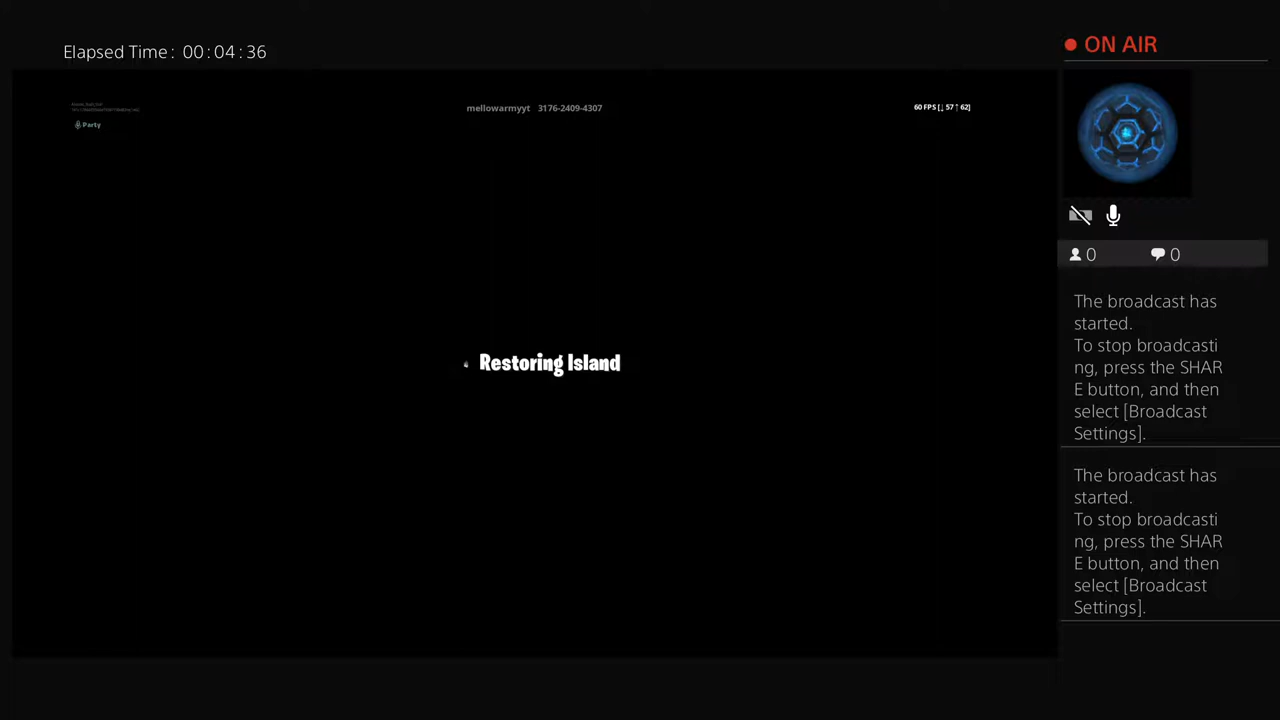 Elapsed Time: 00:04:36
ON AIR
mellowarmyyt 3176-2409-4307
60 FPS [↓ 57 ↑ 62]
Party
0 0
The broadcast has
started.
To stop broadcasti
ng, press the SHAR
E button, and then
select [Broadcast
Settings].
Restoring Island
The broadcast has
started.
To stop broadcasti
ng, press the SHAR
E button, and then
select [Broadcast
Settings].